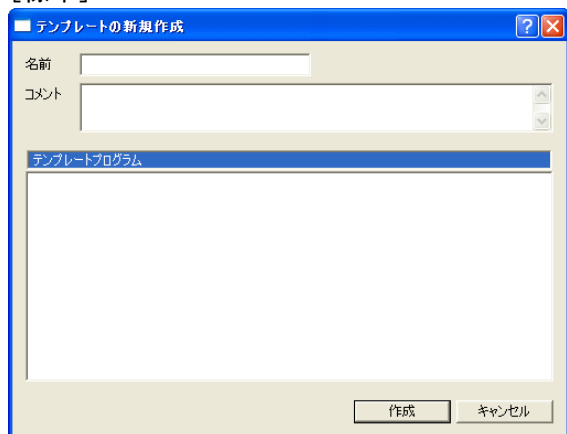 テンプレートの新規作成
名前
コメント
テンプレートプログラム
作成 キャンセル